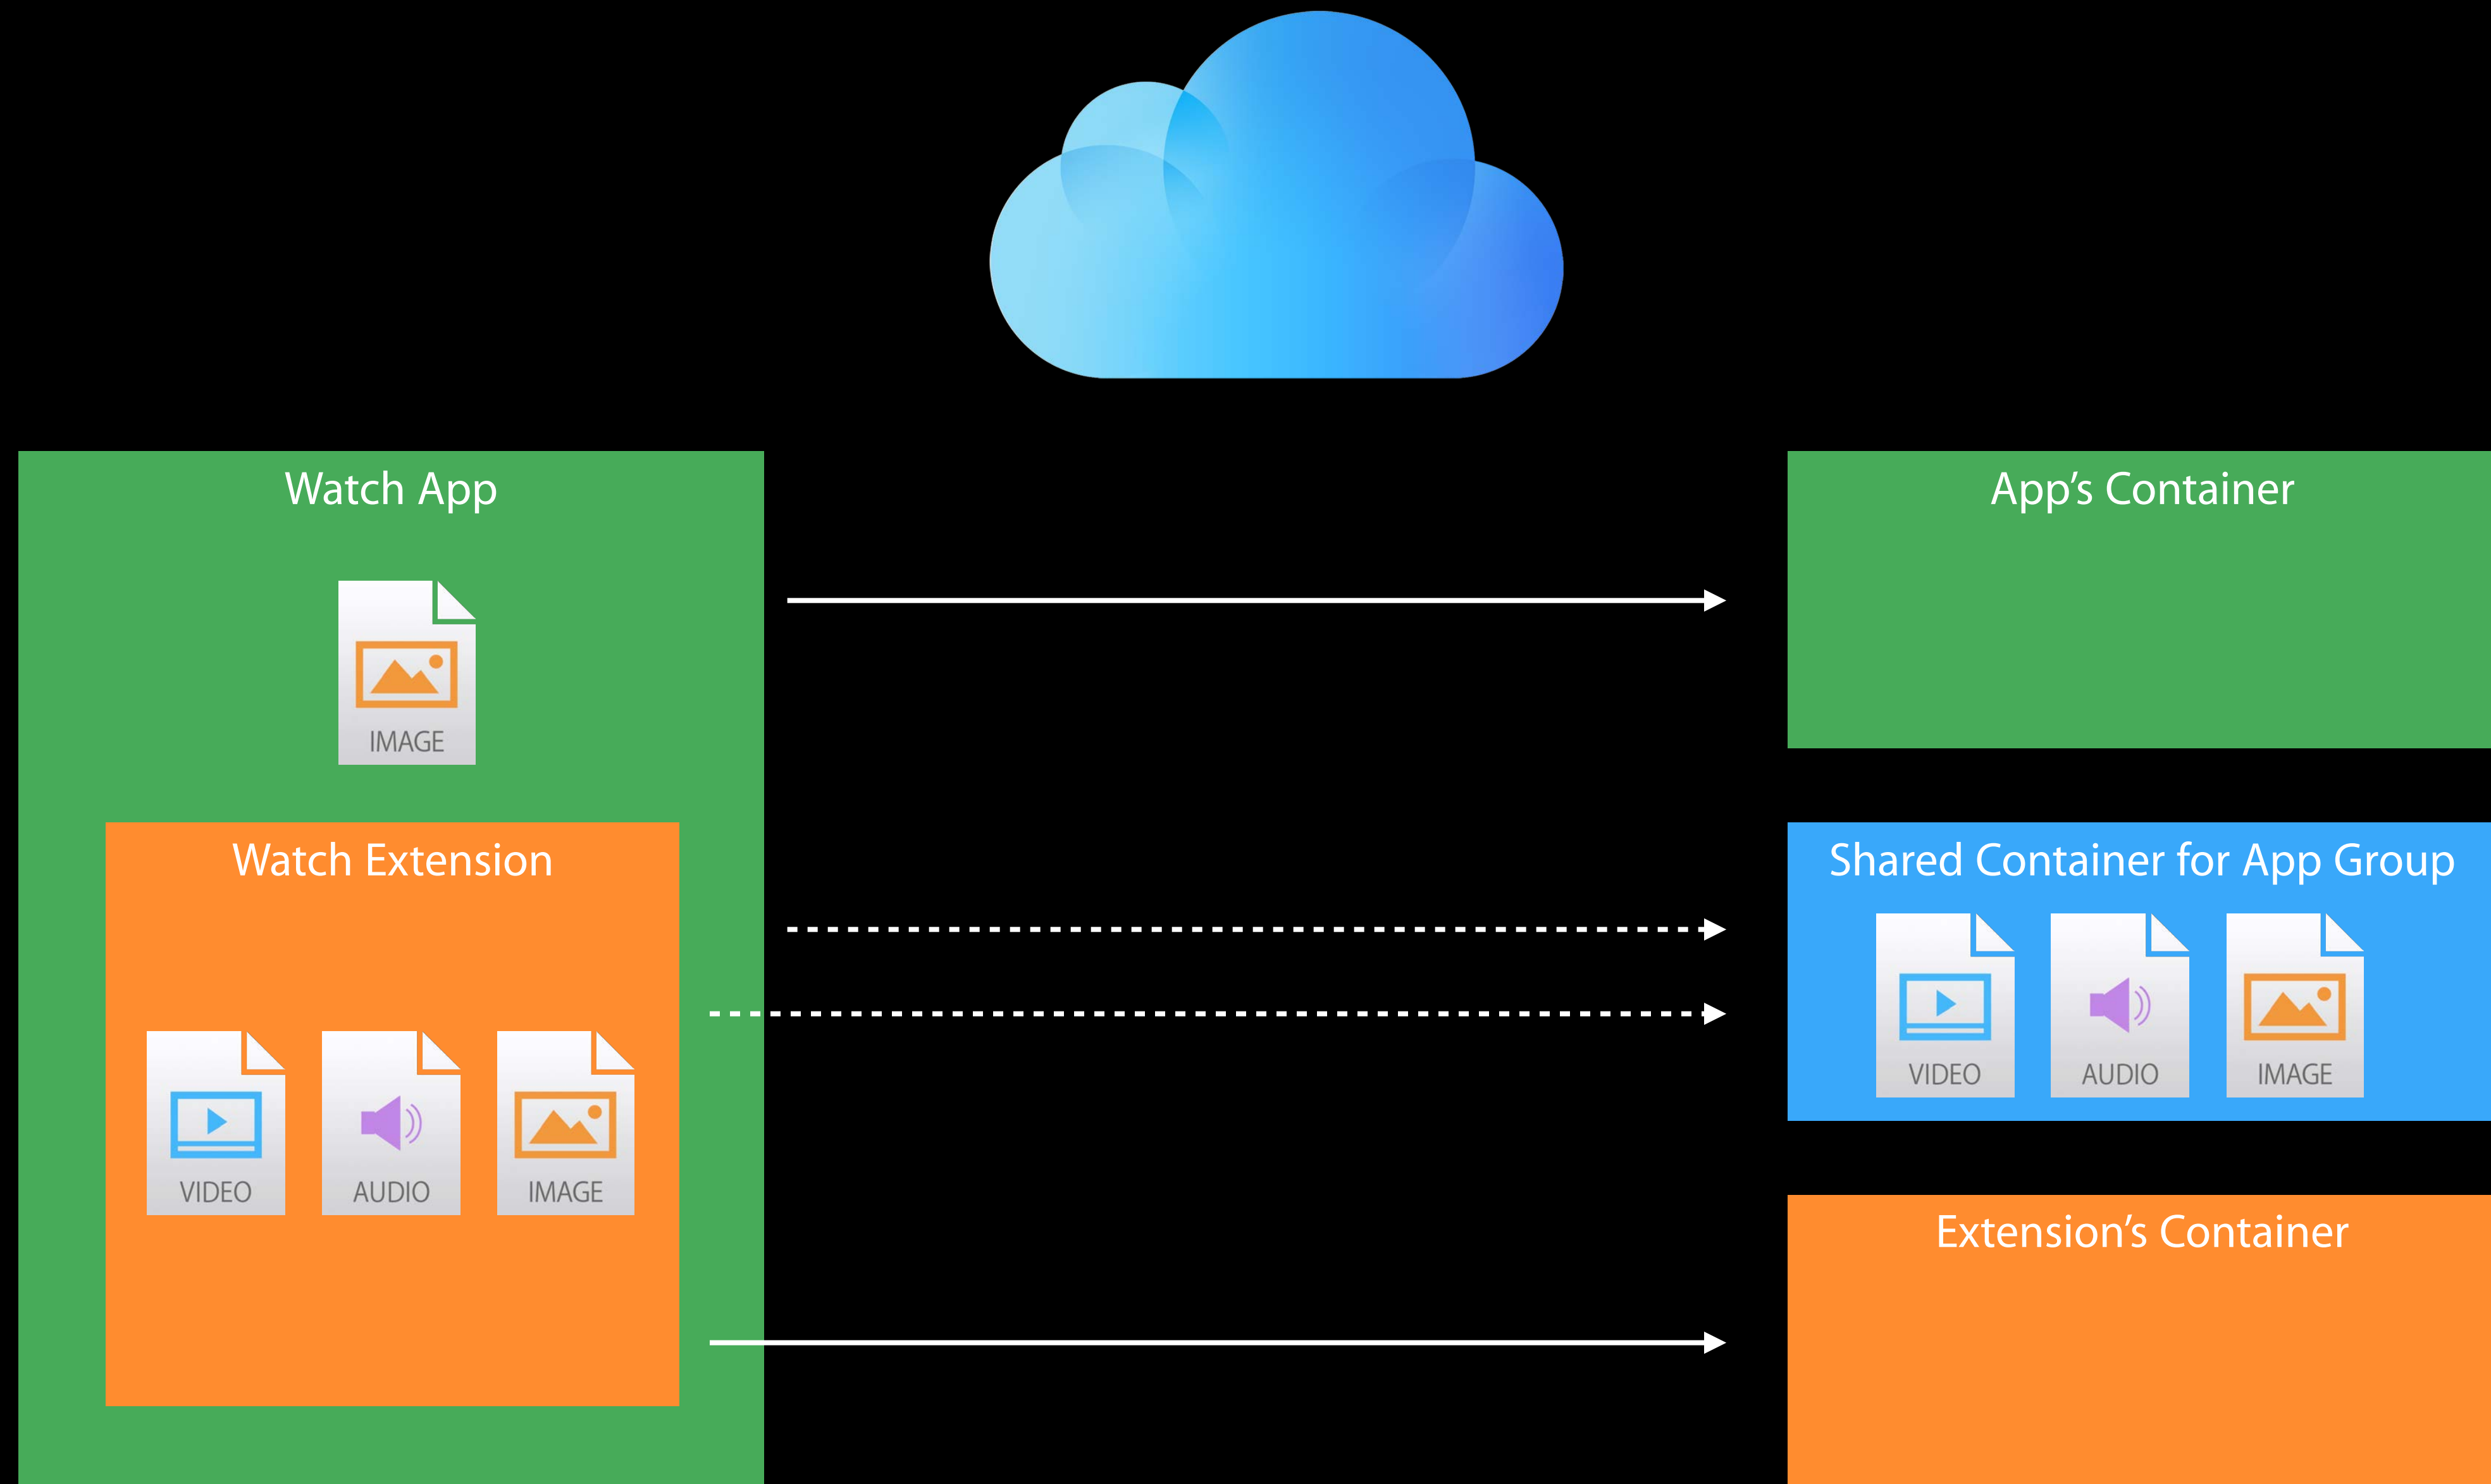 Watch App
IMAGE
Watch Extension
VIDEO
AUDIO
IMAGE
App’s Container
Shared Container for App Group
VIDEO
AUDIO
IMAGE
Extension’s Container